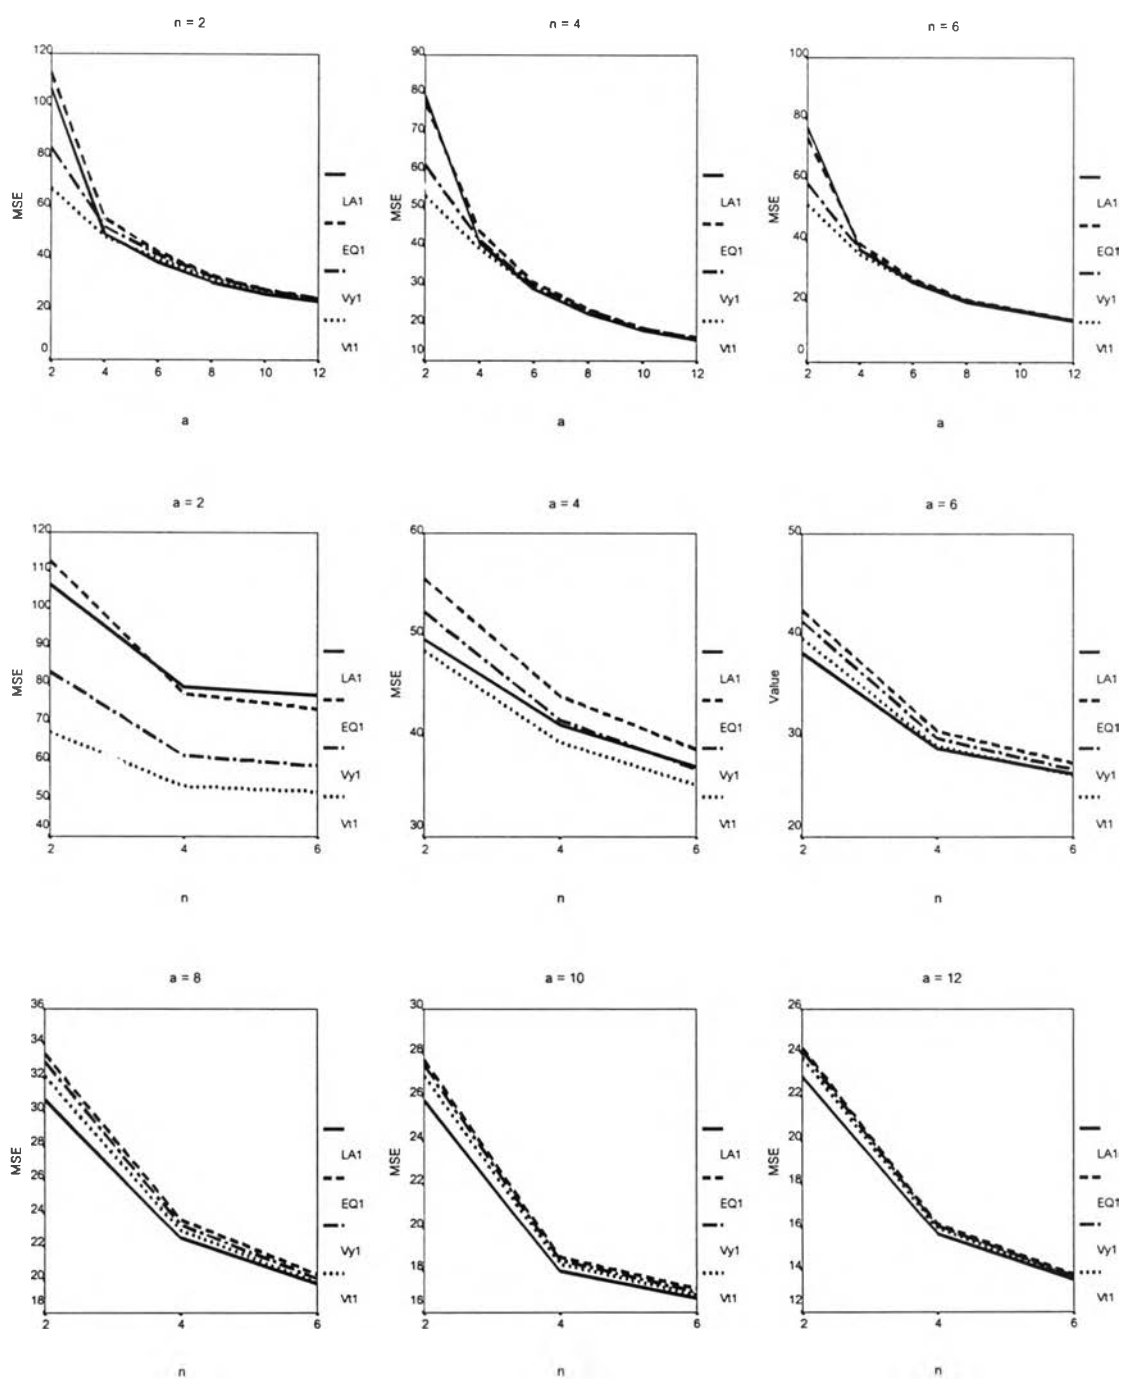 n = 2
120
100
80
60
40
20
0
MSE
2 4 6 8 10 12
a
LA1
EQ1
Vy1
Vt1
n = 4
90
80
70
60
50
40
30
20
10
MSE
2 4 6 8 10 12
a
LA1
EQ1
Vy1
Vt1
n = 6
100
80
60
40
20
0
MSE
2 4 6 8 10 12
a
LA1
EQ1
Vy1
Vt1
a = 2
120
110
100
90
80
70
60
50
40
MSE
2 4 6
n
LA1
EQ1
Vy1
Vt1
a = 4
60
50
40
30
MSE
2 4 6
n
LA1
EQ1
Vy1
Vt1
a = 6
50
40
30
20
Value
2 4 6
n
LA1
EQ1
Vy1
Vt1
a = 8
36
34
32
30
28
26
24
22
20
18
MSE
2 4 6
n
LA1
EQ1
Vy1
Vt1
a = 10
30
28
26
24
22
20
18
16
MSE
2 4 6
n
LA1
EQ1
Vy1
Vt1
a = 12
26
24
22
20
18
16
14
12
MSE
2 4 6
n
LA1
EQ1
Vy1
Vt1